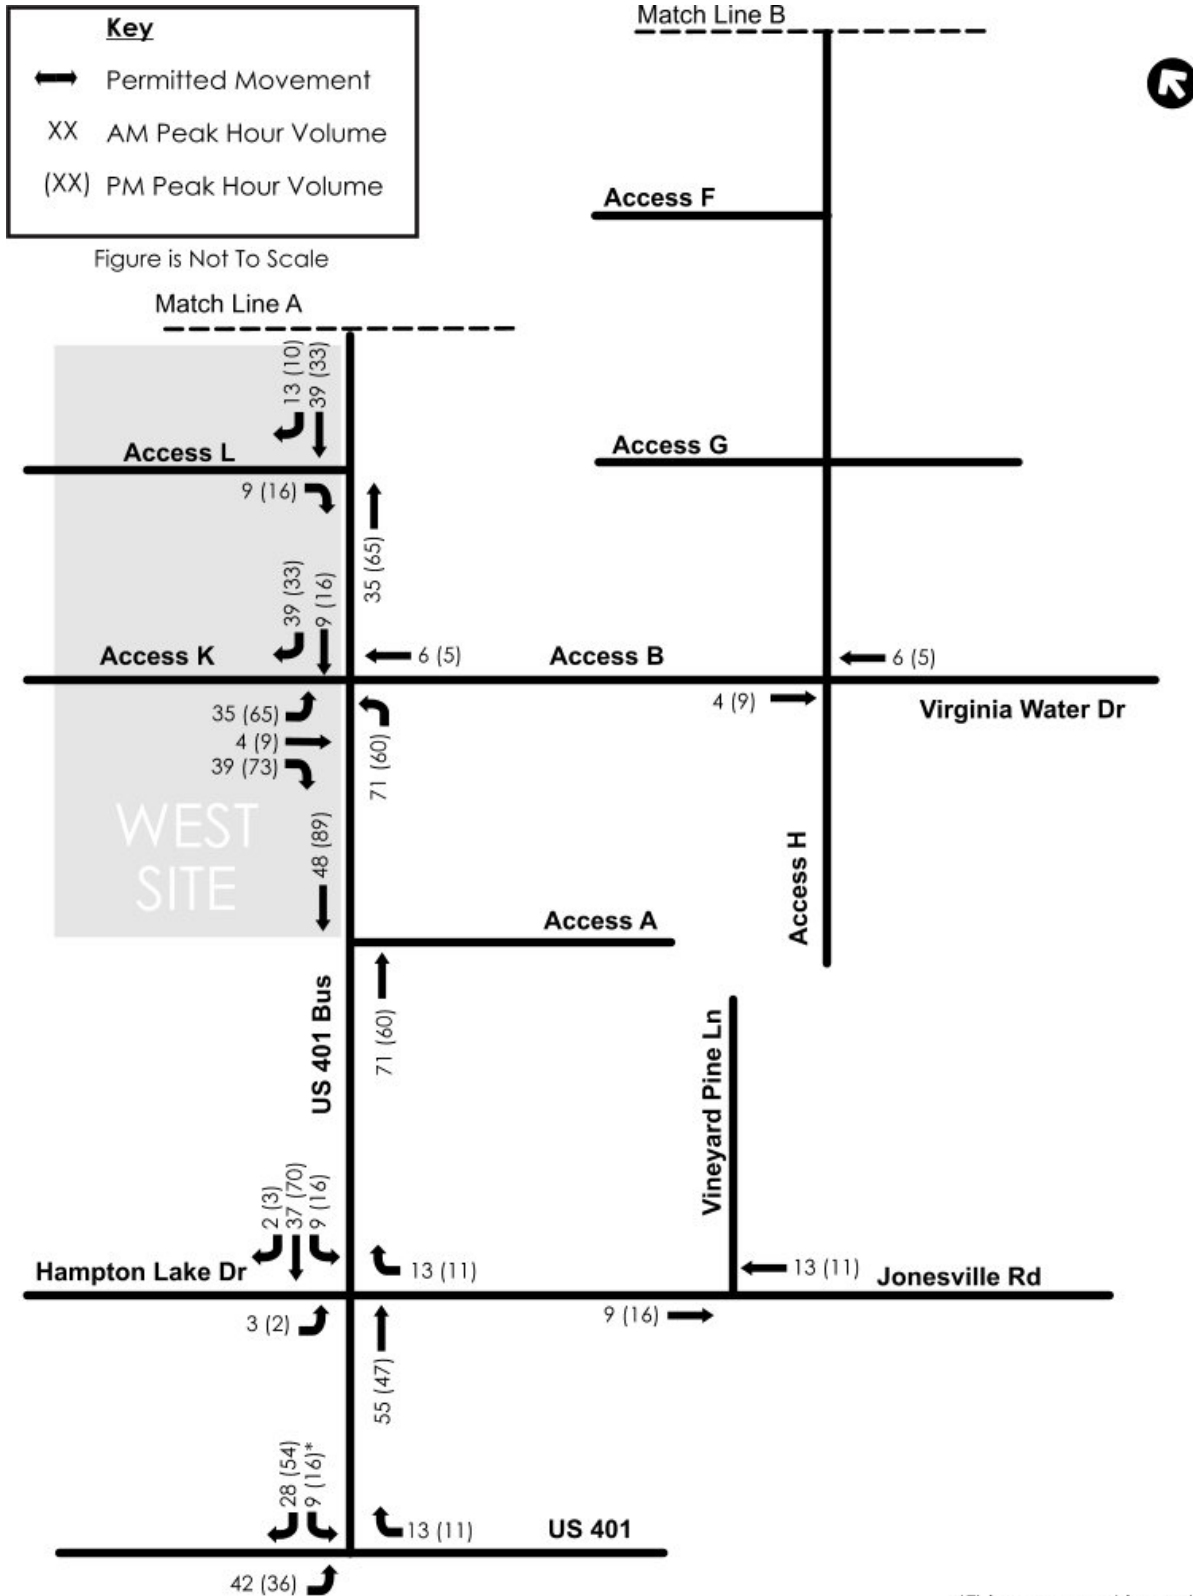 Key
Permitted Movement
XX AM Peak Hour Volume
(XX) PM Peak Hour Volume
Figure is Not To Scale
Match Line B
Match Line A
Access F
13 (10)
39 (33)
Access L
9 (16)
35 (65)
Access G
39 (33)
9 (16)
Access K
6 (5)
Access B
6 (5)
4 (9)
Virginia Water Dr
35 (65)
4 (9)
39 (73)
71 (60)
WEST
SITE
48 (89)
Access H
Access A
US 401 Bus
71 (60)
Vineyard Pine Ln
2 (3)
37 (70)
9 (16)
Hampton Lake Dr
13 (11)
13 (11)
Jonesville Rd
3 (2)
9 (16)
55 (47)
28 (54)
9 (16)*
13 (11)
US 401
42 (36)